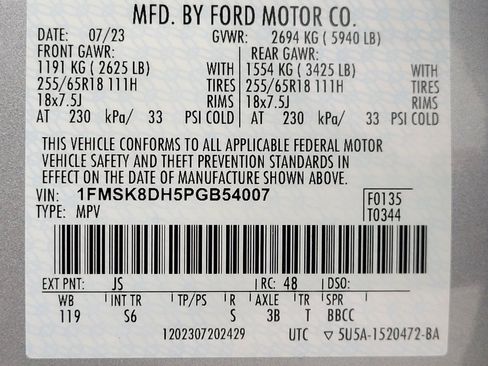 MFD. BY FORD MOTOR CO.
DATE: 07/23 GVWR: 2694 KG ( 5940 LB)
FRONT GAWR: REAR GAWR:
1191 KG ( 2625 LB) WITH 1554 KG ( 3425 LB) WITH
255/65R18 111H TIRES 255/65R18 111H TIRES
18x7.5J RIMS 18x7.5J RIMS
AT 230 kPa/ 33 PSI COLD AT 230 kPa/ 33 PSI COLD
THIS VEHICLE CONFORMS TO ALL APPLICABLE FEDERAL MOTOR
VEHICLE SAFETY AND THEFT PREVENTION STANDARDS IN
EFFECT ON THE DATE OF MANUFACTURE SHOWN ABOVE.
VIN: 1FMSK8DH5PGB54007 F0135
TYPE: MPV T0344
EXT PNT: JS RC: 48 DSO:
WB INT TR TP/PS R AXLE TR SPR
119 S6 S 3B T BBCC
1202307202429 UTC ▽ 5U5A-1520472-BA